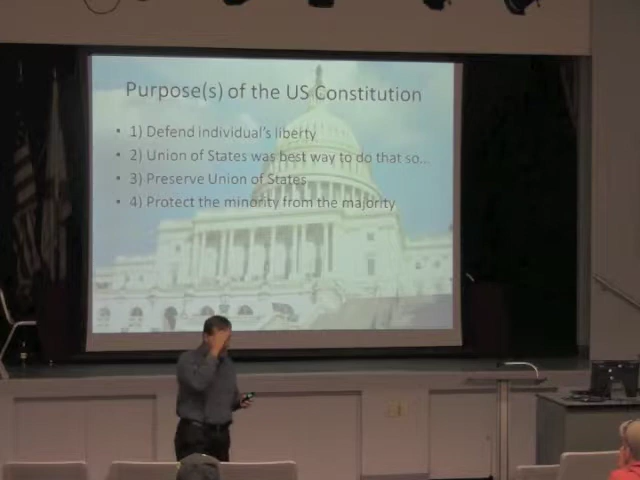 Purpose(s) of the US Constitution
• 1) Defend individual's liberty
• 2) Union of States was best way to do that so...
• 3) Preserve Union of States
• 4) Protect the minority from the majority